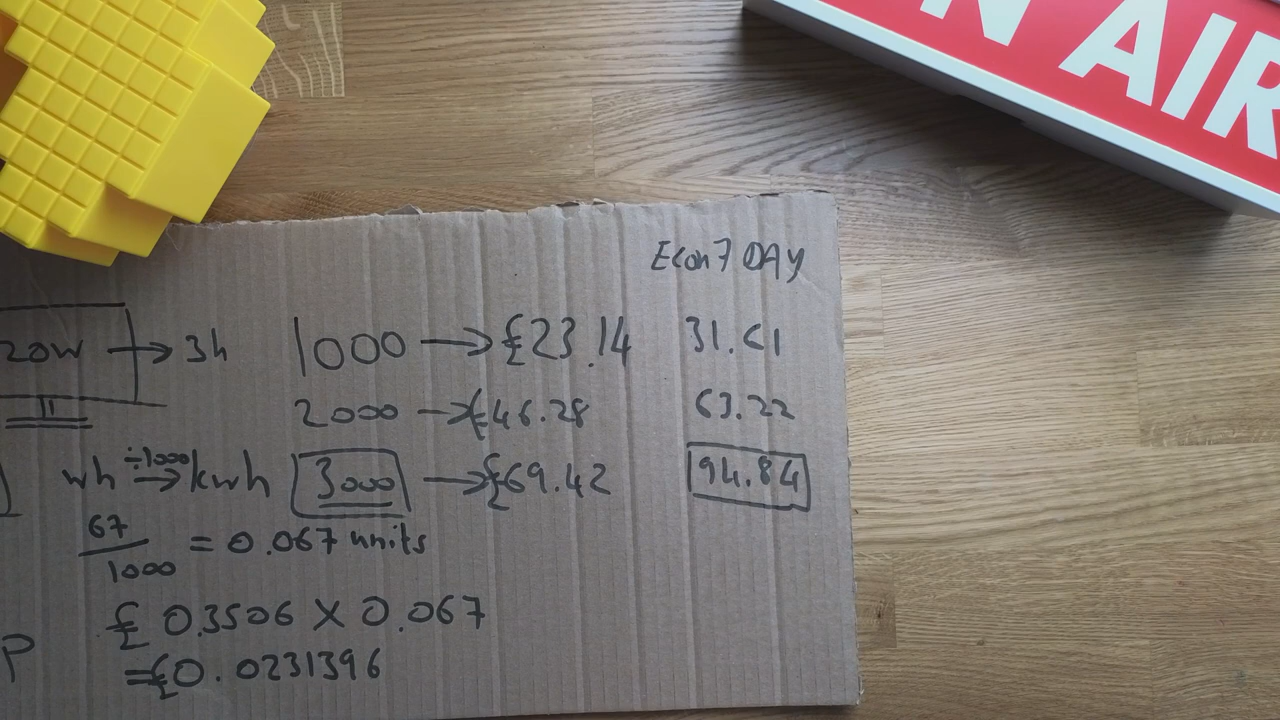 N AIR
Econ7 DAY
20W → 3h
1000 → £23.14 31.61
2000 → £46.28 63.22
wh ÷1000→ kwh 3000 → £69.42 94.84
67/1000 = 0.067 units
£0.3506 X 0.067
P
=£0.0231396